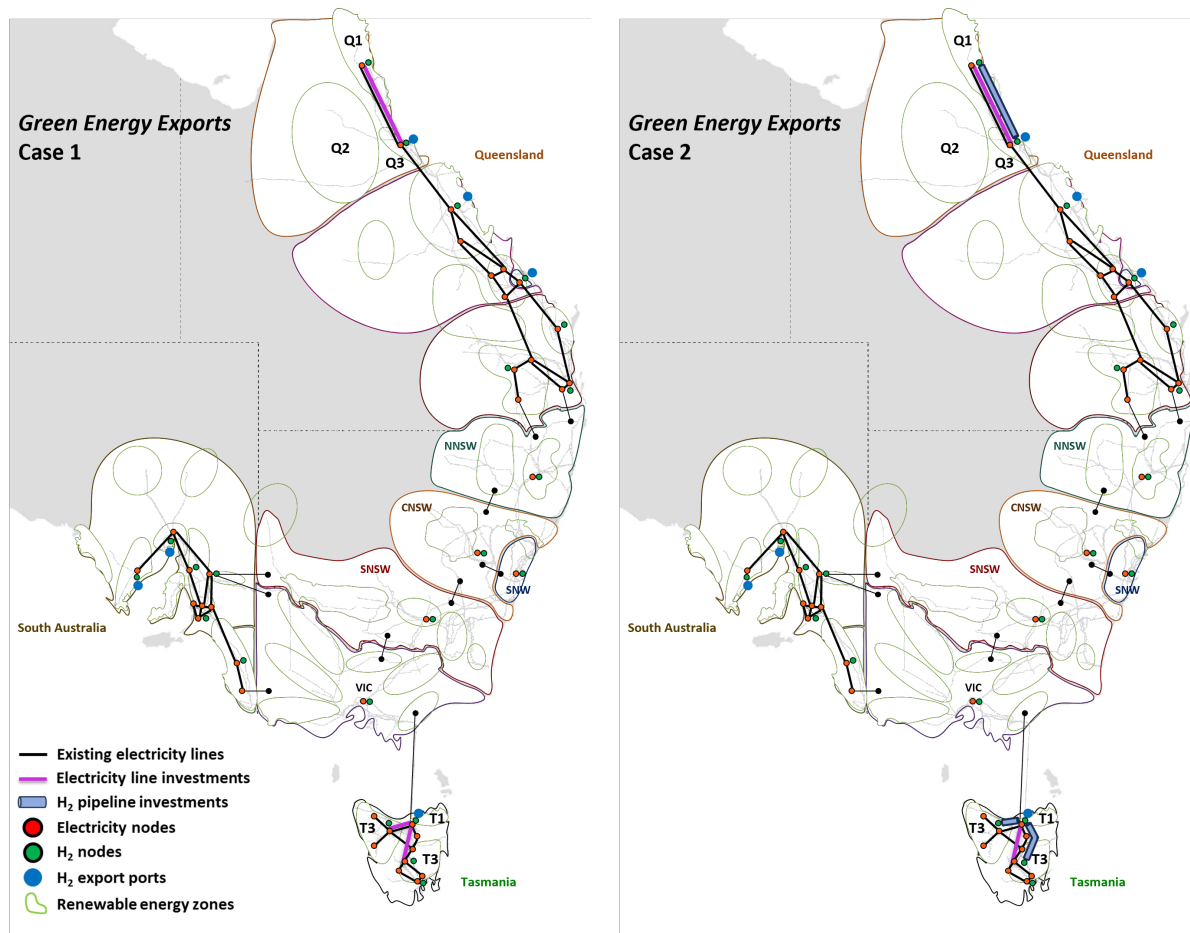 Green Energy Exports
Case 1
Q1
Q2
Q3
Queensland
NNSW
CNSW
SNSW
SNW
South Australia
VIC
T3
T1
T3
Tasmania
Existing electricity lines
Electricity line investments
H₂ pipeline investments
Electricity nodes
H₂ nodes
H₂ export ports
Renewable energy zones
Green Energy Exports
Case 2
Q1
Q2
Q3
Queensland
NNSW
CNSW
SNSW
SNW
South Australia
VIC
T3
T1
T3
Tasmania